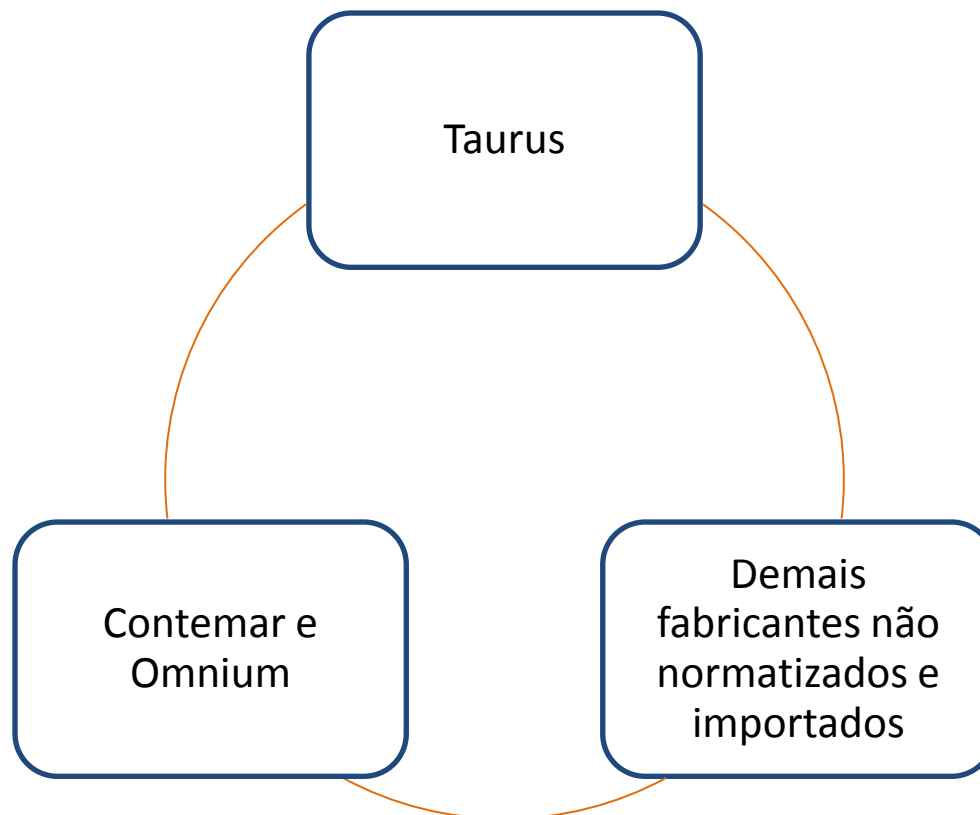 Taurus
Contemar e
Omnium
Demais
fabricantes não
normatizados e
importados